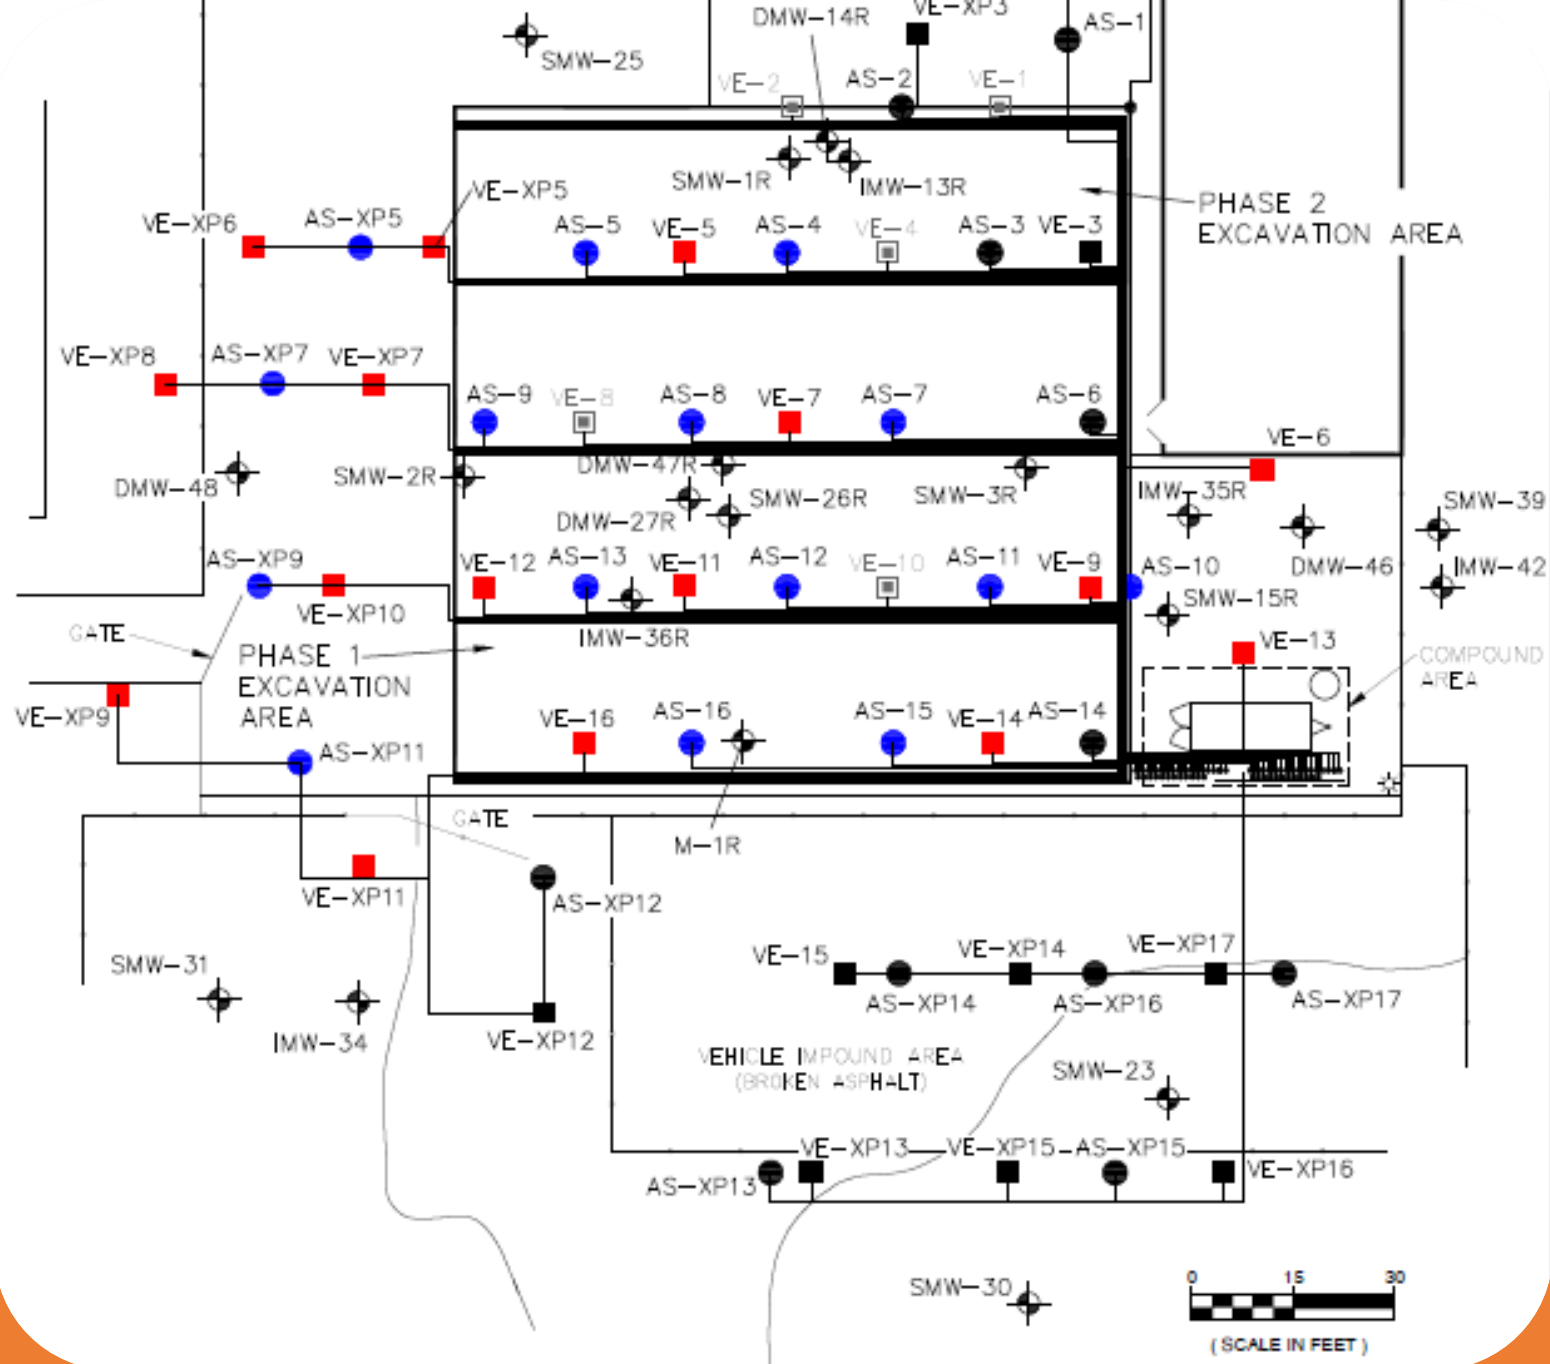 VE-XP3
DMW-14R
AS-1
SMW-25
VE-2
AS-2
VE-1
SMW-1R
IMW-13R
VE-XP5
PHASE 2
EXCAVATION AREA
VE-XP6
AS-XP5
AS-5
VE-5
AS-4
VE-4
AS-3
VE-3
VE-XP8
AS-XP7
VE-XP7
AS-9
VE-8
AS-8
VE-7
AS-7
AS-6
VE-6
DMW-48
SMW-2R
DMW-47R
SMW-26R
DMW-27R
SMW-3R
IMW-35R
SMW-39
DMW-46
IMW-42
AS-XP9
VE-12
AS-13
VE-11
AS-12
VE-10
AS-11
VE-9
AS-10
SMW-15R
VE-XP10
GATE
IMW-36R
VE-13
PHASE 1
EXCAVATION
AREA
COMPOUND
AREA
VE-XP9
VE-16
AS-16
AS-15
VE-14
AS-14
AS-XP11
GATE
M-1R
VE-XP11
AS-XP12
SMW-31
VE-15
VE-XP14
VE-XP17
AS-XP14
AS-XP16
AS-XP17
IMW-34
VE-XP12
VEHICLE IMPOUND AREA
(BROKEN ASPHALT)
SMW-23
VE-XP13
VE-XP15
AS-XP15
VE-XP16
AS-XP13
SMW-30
0 15 30
( SCALE IN FEET )